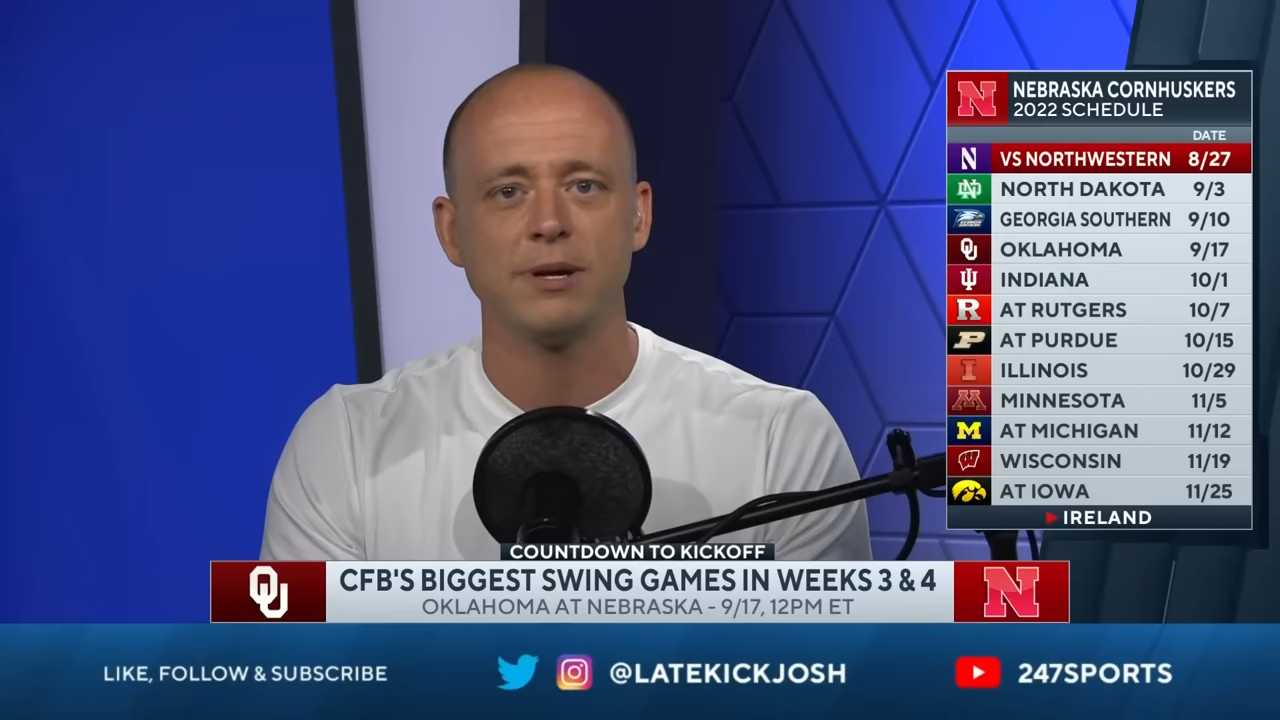 NEBRASKA CORNHUSKERS
2022 SCHEDULE
DATE
VS NORTHWESTERN 8/27
NORTH DAKOTA 9/3
GEORGIA SOUTHERN 9/10
OKLAHOMA 9/17
INDIANA 10/1
AT RUTGERS 10/7
AT PURDUE 10/15
ILLINOIS 10/29
MINNESOTA 11/5
AT MICHIGAN 11/12
WISCONSIN 11/19
AT IOWA 11/25
IRELAND
COUNTDOWN TO KICKOFF
CFB'S BIGGEST SWING GAMES IN WEEKS 3 & 4
OKLAHOMA AT NEBRASKA - 9/17, 12PM ET
LIKE, FOLLOW & SUBSCRIBE
@LATEKICKJOSH
247SPORTS